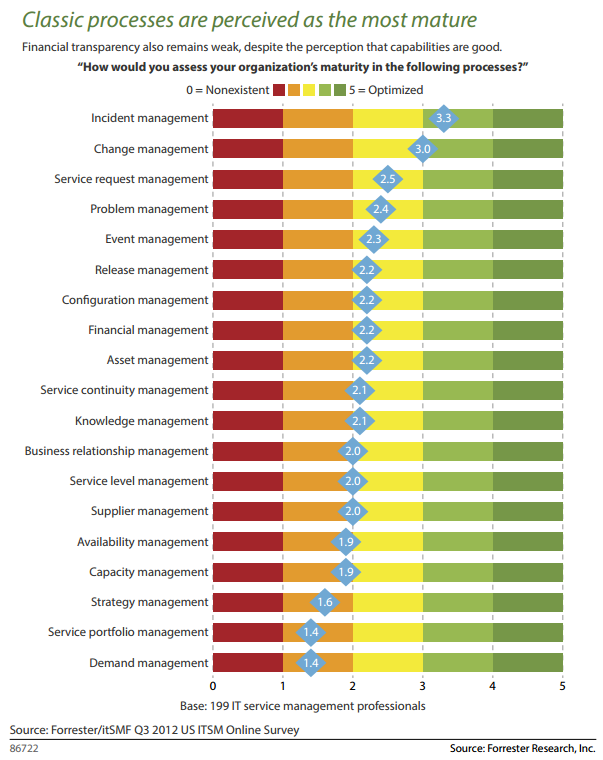 Classic processes are perceived as the most mature
Financial transparency also remains weak, despite the perception that capabilities are good.
“How would you assess your organization’s maturity in the following processes?”
0 = Nonexistent 5 = Optimized
Incident management 3.3
Change management 3.0
Service request management 2.5
Problem management 2.4
Event management 2.3
Release management 2.2
Configuration management 2.2
Financial management 2.2
Asset management 2.2
Service continuity management 2.1
Knowledge management 2.1
Business relationship management 2.0
Service level management 2.0
Supplier management 2.0
Availability management 1.9
Capacity management 1.9
Strategy management 1.6
Service portfolio management 1.4
Demand management 1.4
0 1 2 3 4 5
Base: 199 IT service management professionals
Source: Forrester/itSMF Q3 2012 US ITSM Online Survey
86722 Source: Forrester Research, Inc.